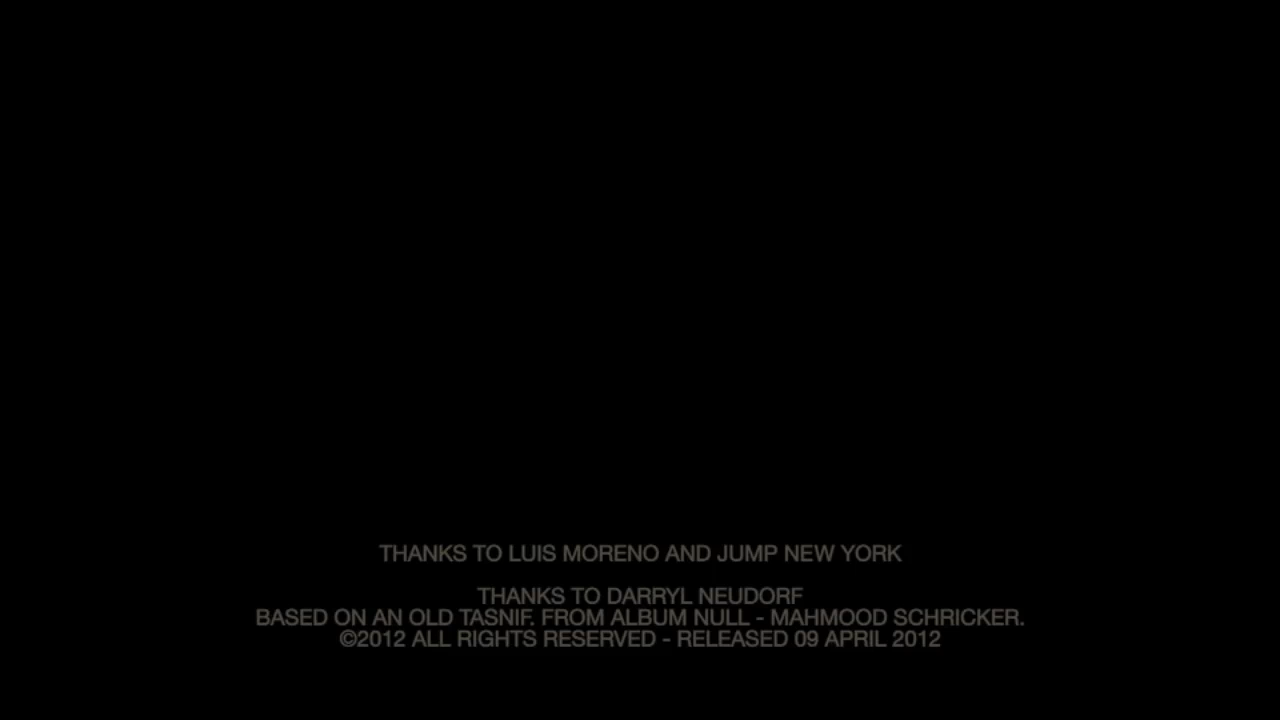 THANKS TO LUIS MORENO AND JUMP NEW YORK
THANKS TO DARRYL NEUDORF
BASED ON AN OLD TASNIF. FROM ALBUM NULL - MAHMOOD SCHRICKER.
©2012 ALL RIGHTS RESERVED - RELEASED 09 APRIL 2012